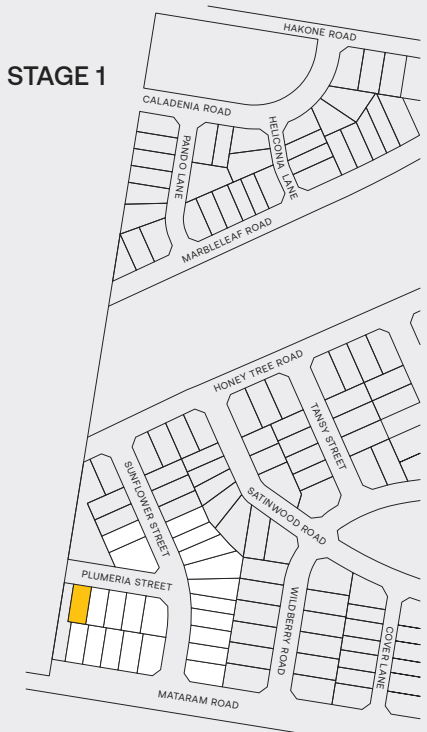 HAKONE ROAD
STAGE 1
CALADENIA ROAD
PANDO LANE
HELICONIA LANE
MARBLELEAF ROAD
HONEY TREE ROAD
TANSY STREET
SUNFLOWER STREET
SATINWOOD ROAD
PLUMERIA STREET
WILDBERRY ROAD
COVER LANE
MATARAM ROAD